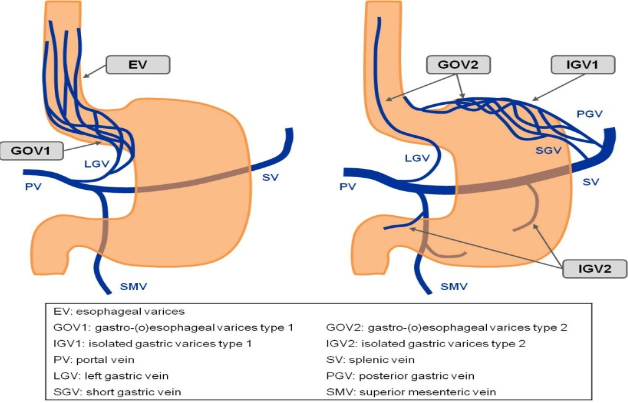 EV
GOV1
LGV
PV
SV
SMV
GOV2
IGV1
PGV
SGV
LGV
PV
SV
IGV2
SMV
EV: esophageal varices
GOV1: gastro-(o)esophageal varices type 1
GOV2: gastro-(o)esophageal varices type 2
IGV1: isolated gastric varices type 1
IGV2: isolated gastric varices type 2
PV: portal vein
SV: splenic vein
LGV: left gastric vein
PGV: posterior gastric vein
SGV: short gastric vein
SMV: superior mesenteric vein